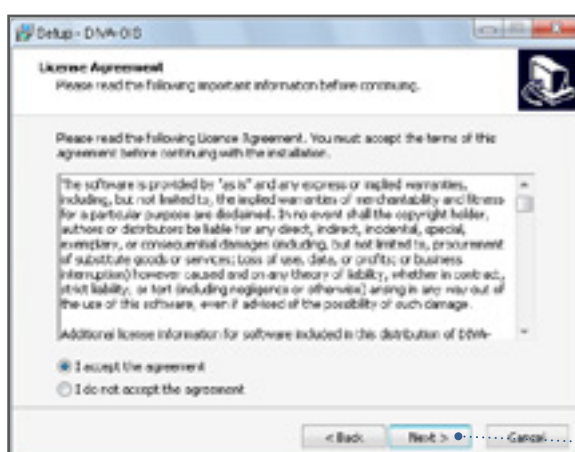 Setup - DIVA-GIS
License Agreement
Please read the following important information before continuing.
Please read the following License Agreement. You must accept the terms of this
agreement before continuing with the installation.
The software is provided by "as is" and any express or implied warranties,
including, but not limited to, the implied warranties of merchantability and fitness
for a particular purpose are disclaimed. In no event shall the copyright holder,
authors or distributors be liable for any direct, indirect, incidental, special,
exemplary, or consequential damages (including, but not limited to, procurement
of substitute goods or services; loss of use, data, or profits; or business
interruption) however caused and on any theory of liability, whether in contract,
strict liability, or tort (including negligence or otherwise) arising in any way out of
the use of this software, even if advised of the possibility of such damage.
Additional license information for software included in this distribution of DIVA-
I accept the agreement
I do not accept the agreement
< Back
Next >
Cancel